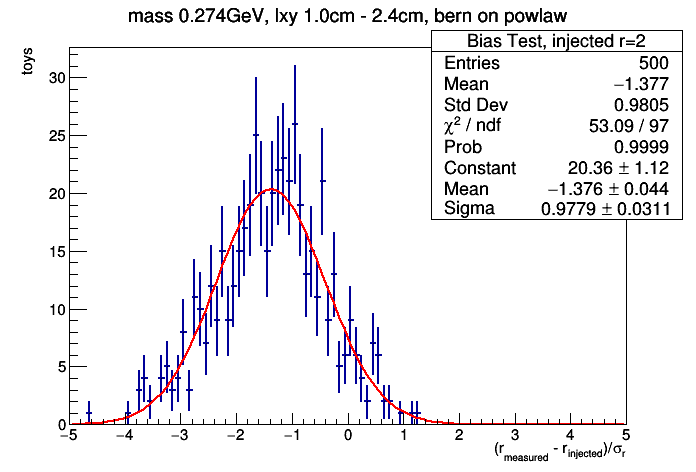 mass 0.274GeV, lxy 1.0cm - 2.4cm, bern on powlaw
Bias Test, injected r=2
Entries 500
Mean −1.377
Std Dev 0.9805
χ² / ndf 53.09 / 97
Prob 0.9999
Constant 20.36 ± 1.12
Mean −1.376 ± 0.044
Sigma 0.9779 ± 0.0311
toys
30
25
20
15
10
5
0
−5 −4 −3 −2 −1 0 1 2 3 4 5
(r_measured - r_injected)/σ_r